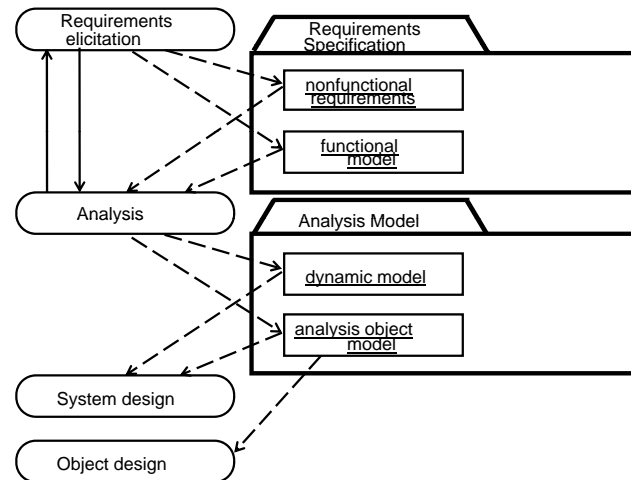 Requirements
elicitation
Requirements
Specification
nonfunctional
requirements
functional
model
Analysis
Analysis Model
dynamic model
analysis object
model
System design
Object design